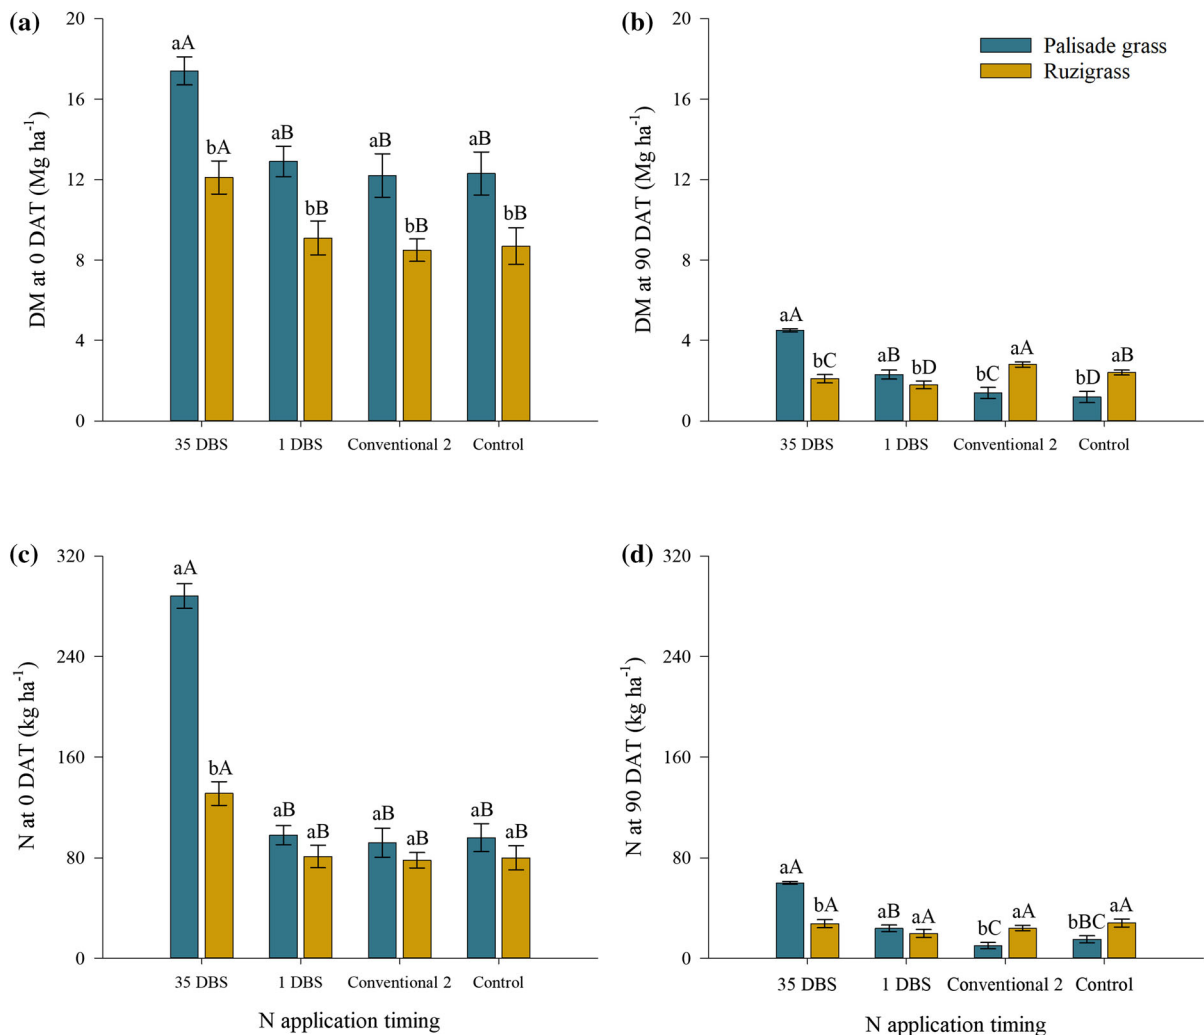 (a)
20
16
12
8
4
0
DM at 0 DAT (Mg ha⁻¹)
aA
bA
aB
bB
aB
bB
aB
bB
35 DBS
1 DBS
Conventional 2
Control
(b)
Palisade grass
Ruzigrass
20
16
12
8
4
0
DM at 90 DAT (Mg ha⁻¹)
aA
bC
aB
bD
bC
aA
bD
aB
35 DBS
1 DBS
Conventional 2
Control
(c)
320
240
160
80
0
N at 0 DAT (kg ha⁻¹)
aA
bA
aB
aB
aB
aB
aB
aB
35 DBS
1 DBS
Conventional 2
Control
N application timing
(d)
320
240
160
80
0
N at 90 DAT (kg ha⁻¹)
aA
bA
aB
aA
bC
aA
bBC
aA
35 DBS
1 DBS
Conventional 2
Control
N application timing